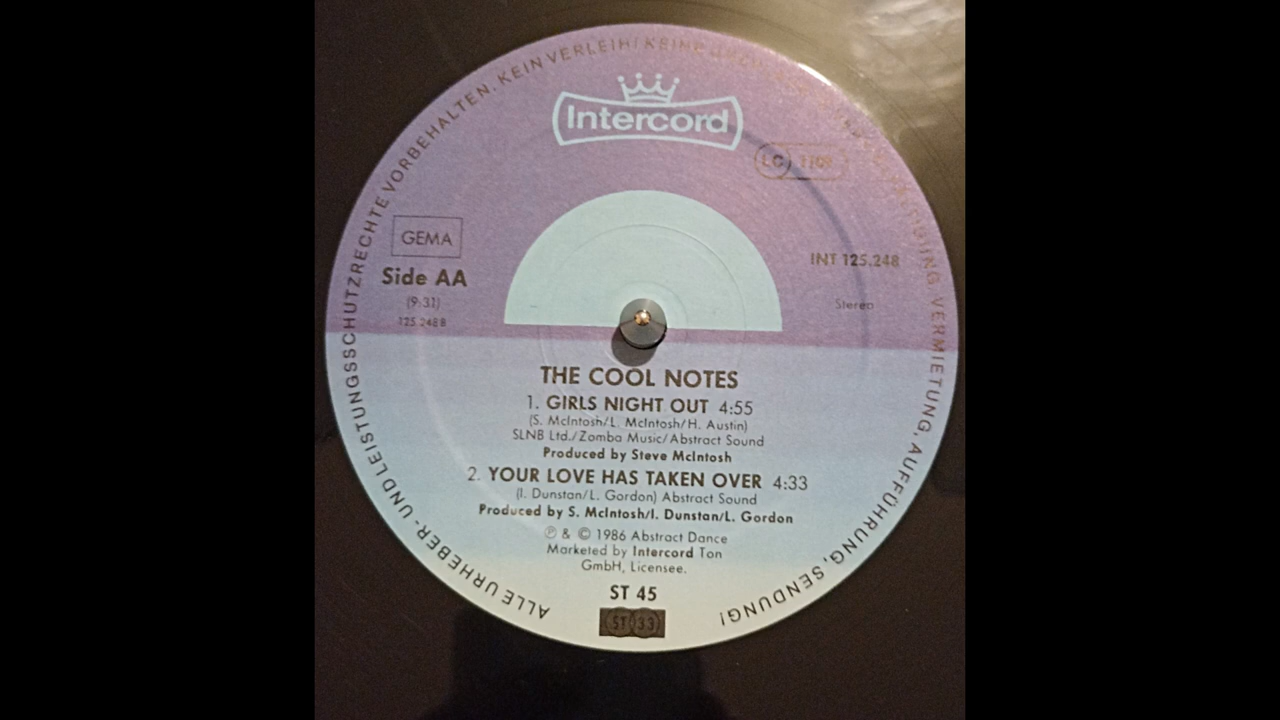 ALLE URHEBER- UND LEISTUNGSSCHUTZRECHTE VORBEHALTEN. KEIN VERLEIH! KEINE VERMIETUNG, AUFFÜHRUNG, SENDUNG!
Intercord
LC 1109
GEMA
Side AA
(9:31)
125.248 B
INT 125.248
Stereo
THE COOL NOTES
1. GIRLS NIGHT OUT 4:55
(S. McIntosh/L. McIntosh/H. Austin)
SLNB Ltd./Zomba Music/Abstract Sound
Produced by Steve McIntosh
2. YOUR LOVE HAS TAKEN OVER 4:33
(I. Dunstan/L. Gordon) Abstract Sound
Produced by S. McIntosh/I. Dunstan/L. Gordon
℗ & © 1986 Abstract Dance
Marketed by Intercord Ton
GmbH, Licensee.
ST 45
ST 33